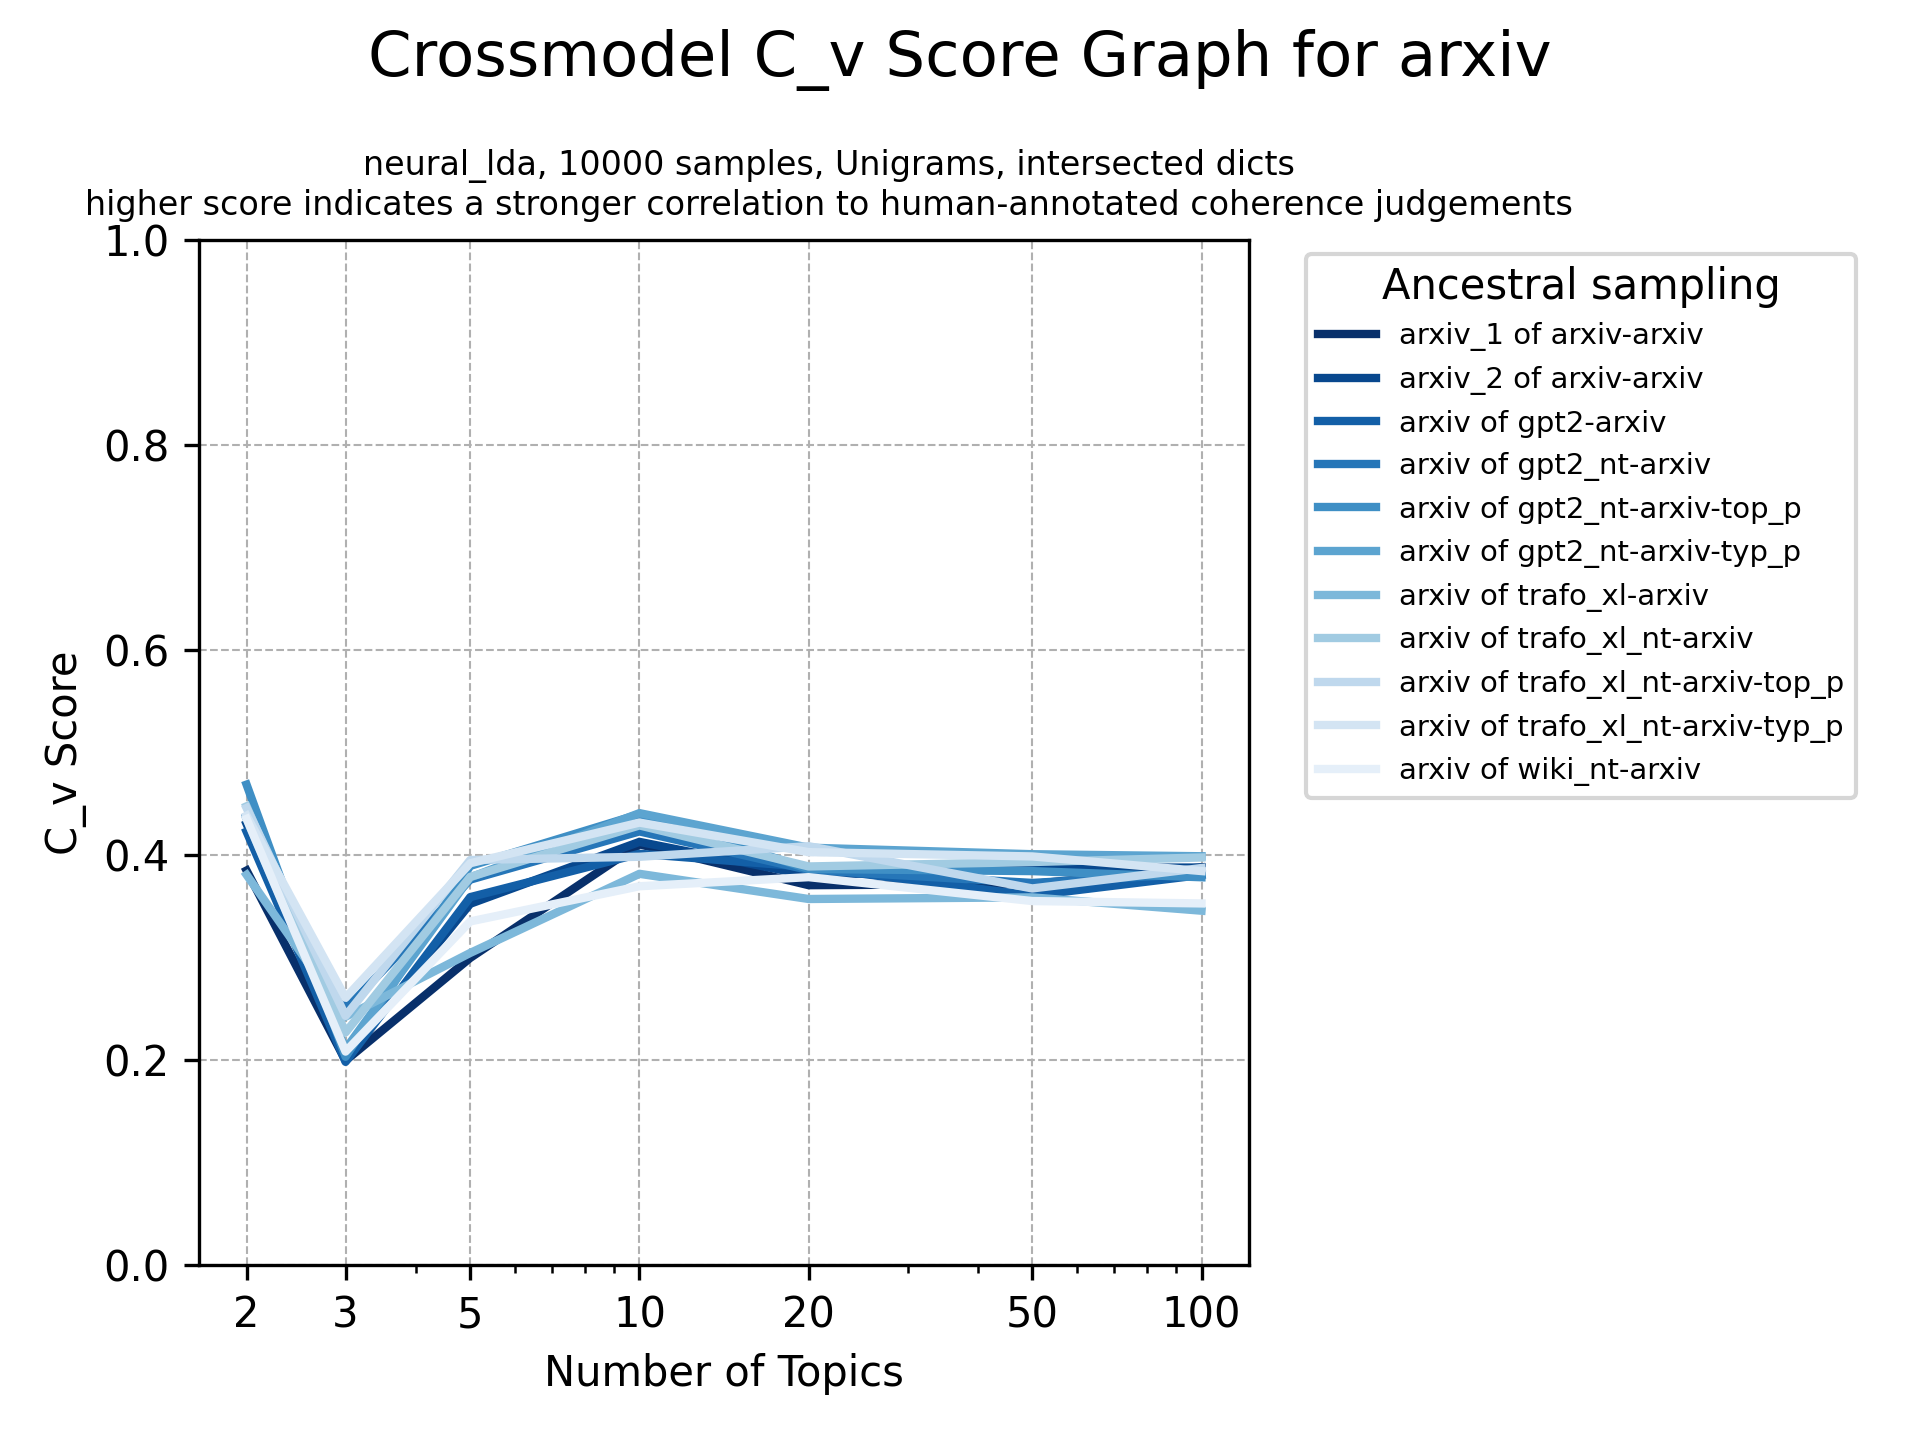 Crossmodel C_v Score Graph for arxiv
neural_lda, 10000 samples, Unigrams, intersected dicts
higher score indicates a stronger correlation to human-annotated coherence judgements
1.0
0.8
0.6
0.4
0.2
0.0
C_v Score
2 3 5 10 20 50 100
Number of Topics
Ancestral sampling
arxiv_1 of arxiv-arxiv
arxiv_2 of arxiv-arxiv
arxiv of gpt2-arxiv
arxiv of gpt2_nt-arxiv
arxiv of gpt2_nt-arxiv-top_p
arxiv of gpt2_nt-arxiv-typ_p
arxiv of trafo_xl-arxiv
arxiv of trafo_xl_nt-arxiv
arxiv of trafo_xl_nt-arxiv-top_p
arxiv of trafo_xl_nt-arxiv-typ_p
arxiv of wiki_nt-arxiv